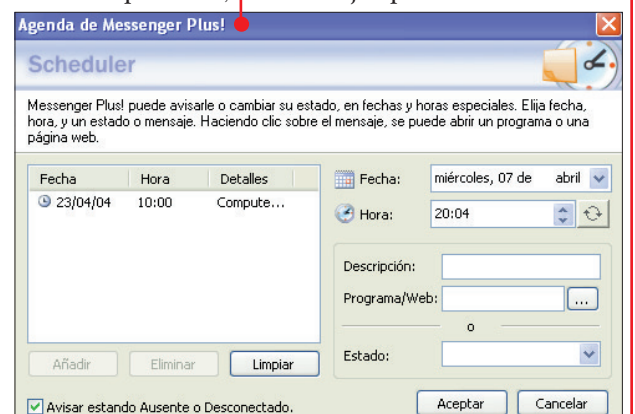 Agenda de Messenger Plus!
Scheduler
Messenger Plus! puede avisarle o cambiar su estado, en fechas y horas especiales. Elija fecha,
hora, y un estado o mensaje. Haciendo clic sobre el mensaje, se puede abrir un programa o una
página web.
Fecha Hora Detalles
23/04/04 10:00 Compute...
Fecha: miércoles, 07 de abril
Hora: 20:04
Descripción:
Programa/Web: ...
o
Estado:
Añadir Eliminar Limpiar
Avisar estando Ausente o Desconectado.
Aceptar Cancelar